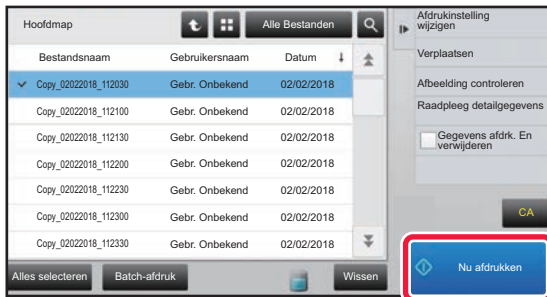 Hoofdmap
Alle Bestanden
Bestandsnaam Gebruikersnaam Datum
Copy_02022018_112030 Gebr. Onbekend 02/02/2018
Copy_02022018_112100 Gebr. Onbekend 02/02/2018
Copy_02022018_112130 Gebr. Onbekend 02/02/2018
Copy_02022018_112200 Gebr. Onbekend 02/02/2018
Copy_02022018_112230 Gebr. Onbekend 02/02/2018
Copy_02022018_112300 Gebr. Onbekend 02/02/2018
Copy_02022018_112330 Gebr. Onbekend 02/02/2018
Alles selecteren Batch-afdruk Wissen
Afdrukinstelling
wijzigen
Verplaatsen
Afbeelding controleren
Raadpleeg detailgegevens
Gegevens afdrk. En
verwijderen
CA
Nu afdrukken